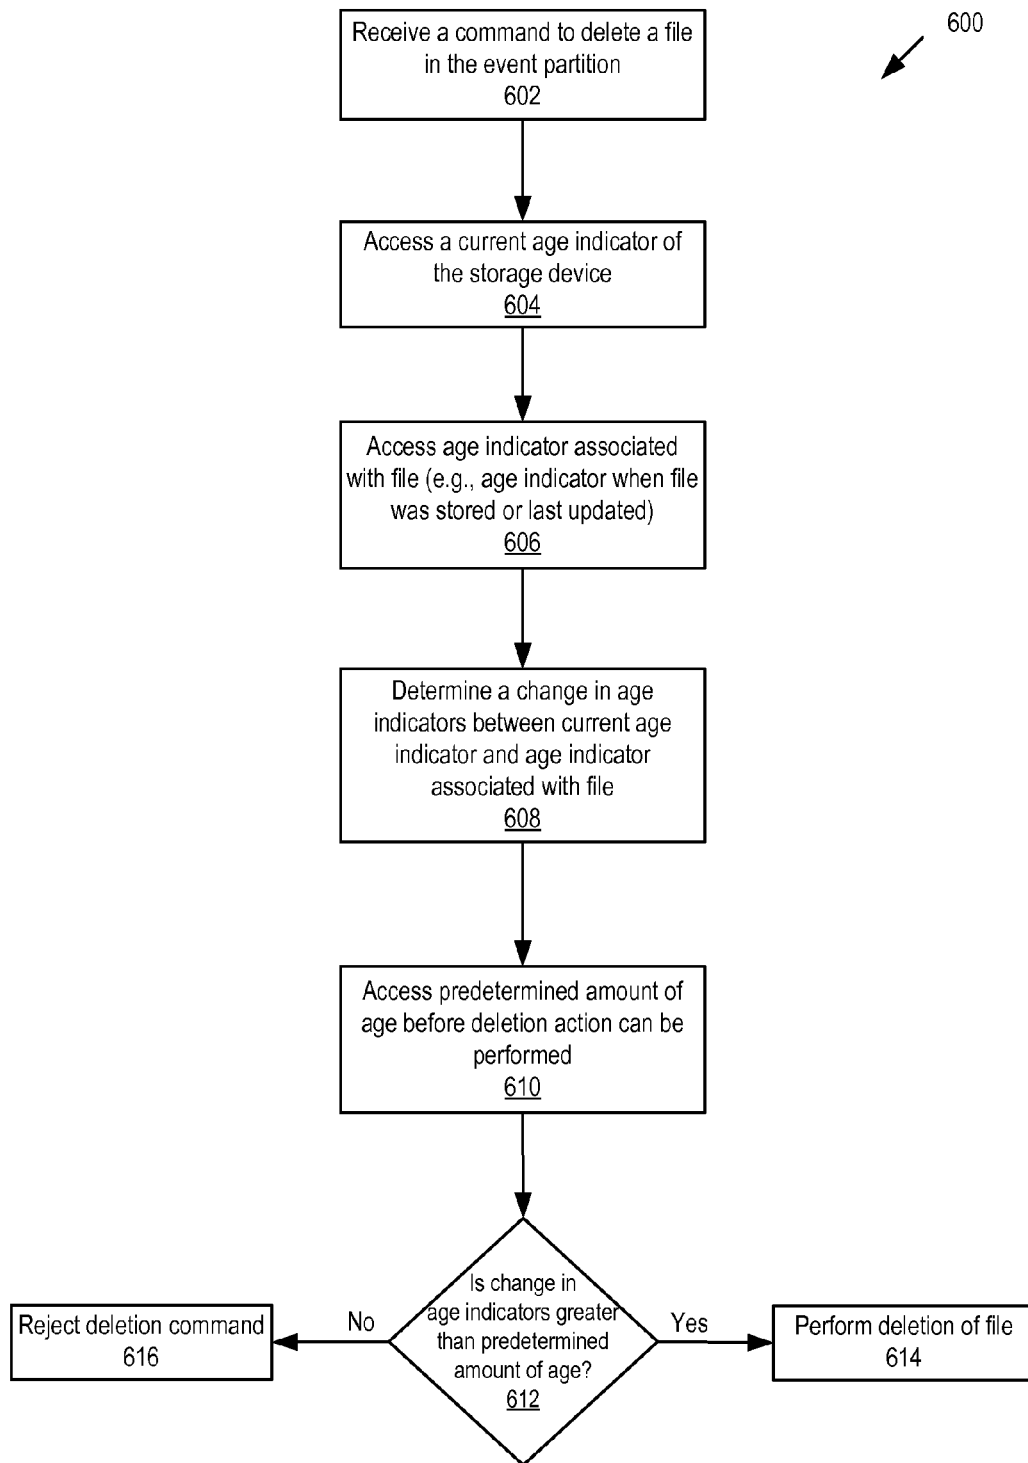 600
Receive a command to delete a file
in the event partition
602
Access a current age indicator of
the storage device
604
Access age indicator associated
with file (e.g., age indicator when file
was stored or last updated)
606
Determine a change in age
indicators between current age
indicator and age indicator
associated with file
608
Access predetermined amount of
age before deletion action can be
performed
610
Is change in
age indicators greater
than predetermined
amount of age?
612
No
Yes
Reject deletion command
616
Perform deletion of file
614